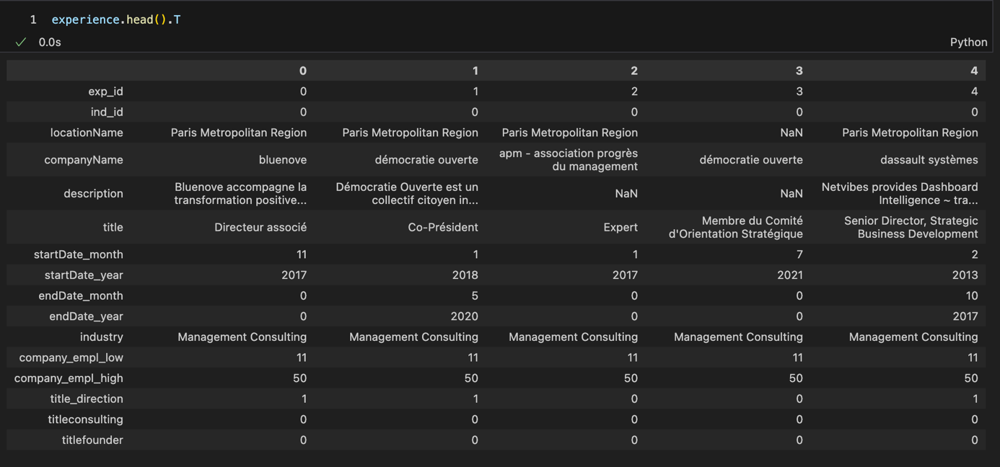 1 experience.head().T
0.0s Python
0 1 2 3 4
exp_id 0 1 2 3 4
ind_id 0 0 0 0 0
locationName Paris Metropolitan Region Paris Metropolitan Region Paris Metropolitan Region NaN Paris Metropolitan Region
companyName bluenove démocratie ouverte apm - association progrès du management démocratie ouverte dassault systèmes
description Bluenove accompagne la transformation positive... Démocratie Ouverte est un collectif citoyen in... NaN NaN Netvibes provides Dashboard Intelligence ~ tra...
title Directeur associé Co-Président Expert Membre du Comité d'Orientation Stratégique Senior Director, Strategic Business Development
startDate_month 11 1 1 7 2
startDate_year 2017 2018 2017 2021 2013
endDate_month 0 5 0 0 10
endDate_year 0 2020 0 0 2017
industry Management Consulting Management Consulting Management Consulting Management Consulting Management Consulting
company_empl_low 11 11 11 11 11
company_empl_high 50 50 50 50 50
title_direction 1 1 0 0 1
titleconsulting 0 0 0 0 0
titlefounder 0 0 0 0 0